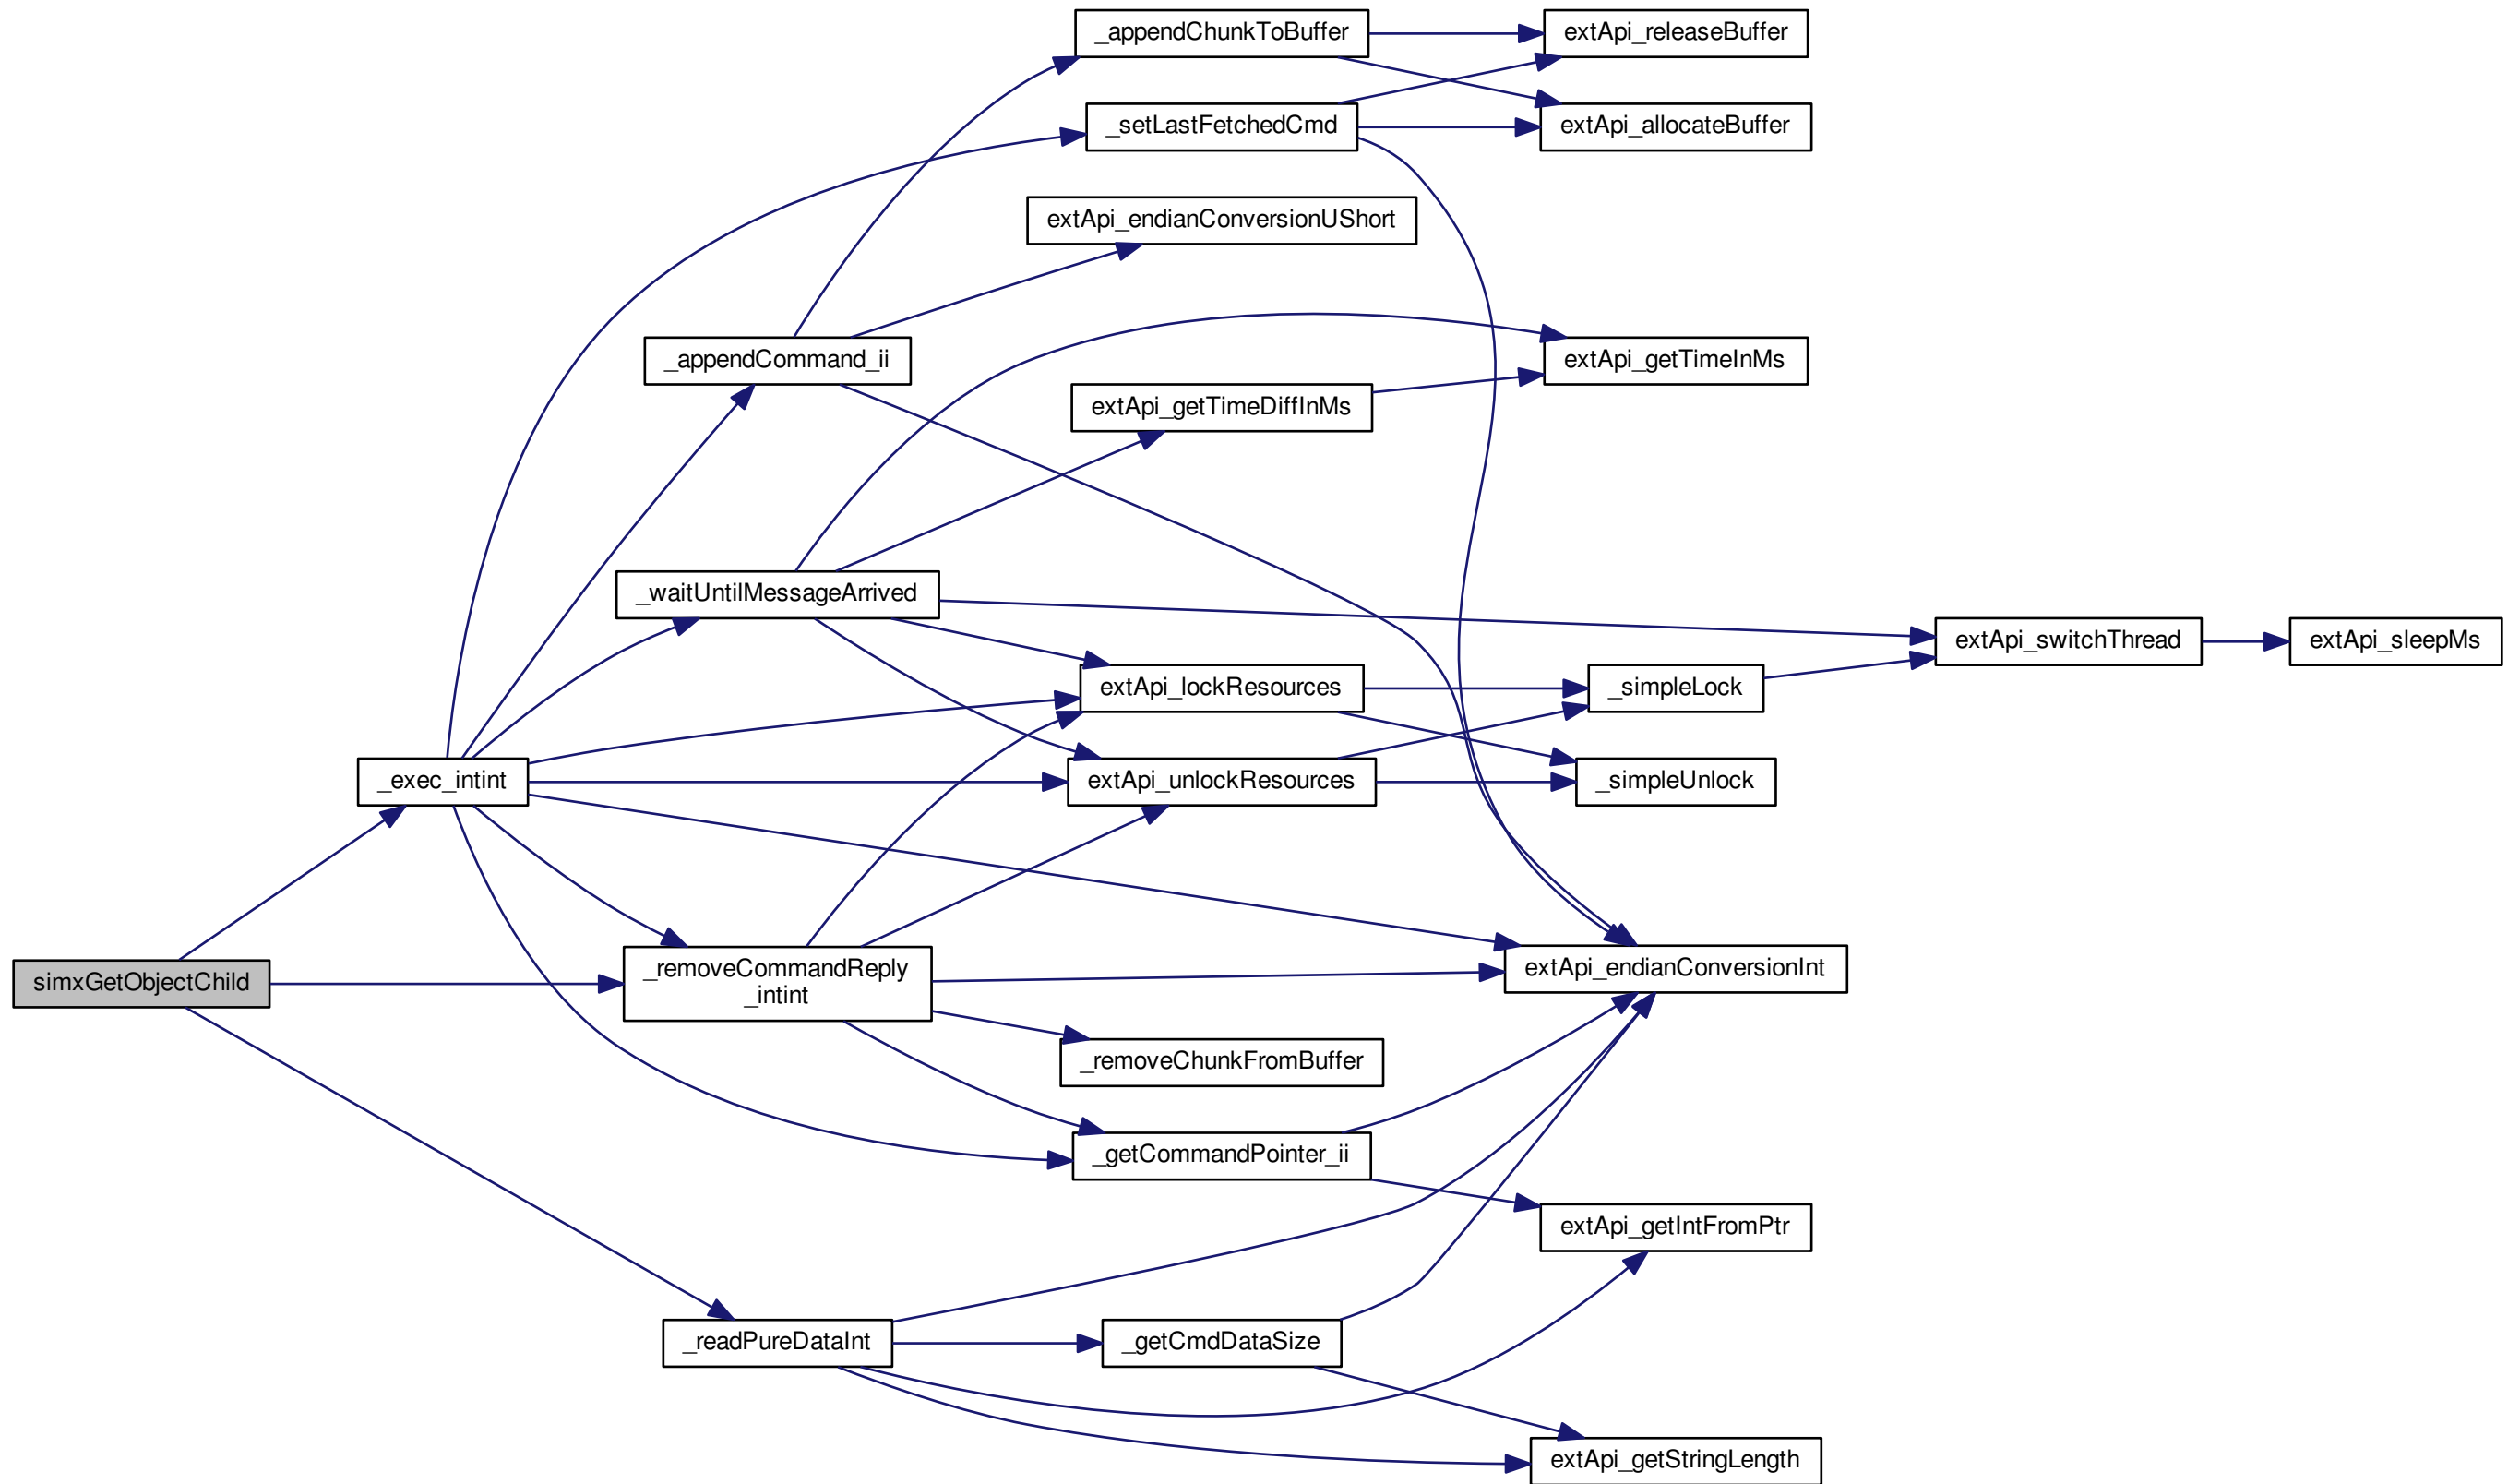 _appendChunkToBuffer
extApi_releaseBuffer
_setLastFetchedCmd
extApi_allocateBuffer
extApi_endianConversionUShort
_appendCommand_ii
extApi_getTimeInMs
extApi_getTimeDiffInMs
_waitUntilMessageArrived
extApi_switchThread
extApi_sleepMs
extApi_lockResources
_simpleLock
_exec_intint
extApi_unlockResources
_simpleUnlock
simxGetObjectChild
_removeCommandReply
_intint
extApi_endianConversionInt
_removeChunkFromBuffer
_getCommandPointer_ii
extApi_getIntFromPtr
_readPureDataInt
_getCmdDataSize
extApi_getStringLength